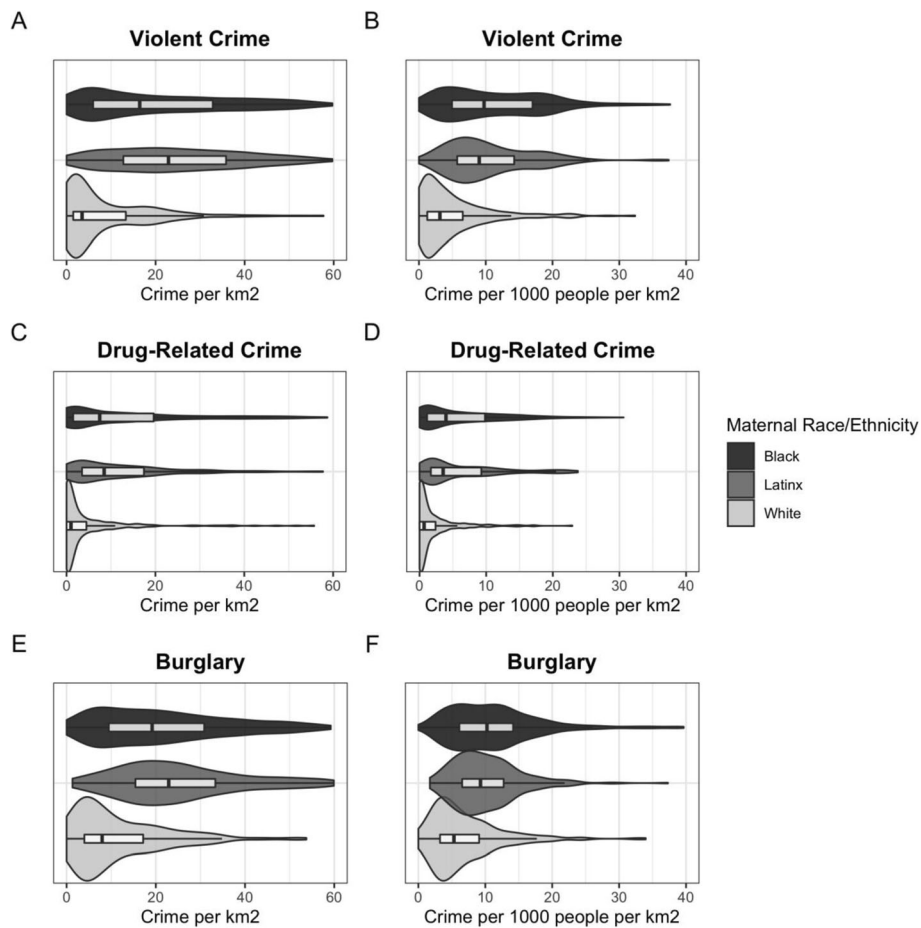 A
Violent Crime
0
20
40
60
Crime per km2
B
Violent Crime
0
10
20
30
40
Crime per 1000 people per km2
C
Drug-Related Crime
0
20
40
60
Crime per km2
D
Drug-Related Crime
0
10
20
30
40
Crime per 1000 people per km2
Maternal Race/Ethnicity
Black
Latinx
White
E
Burglary
0
20
40
60
Crime per km2
F
Burglary
0
10
20
30
40
Crime per 1000 people per km2